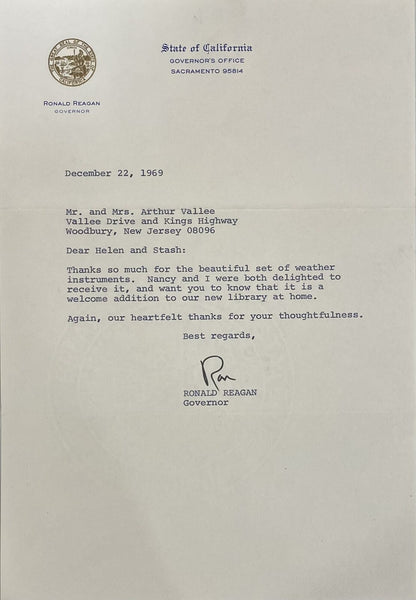 State of California
GOVERNOR'S OFFICE
SACRAMENTO 95814
RONALD REAGAN
GOVERNOR
December 22, 1969
Mr. and Mrs. Arthur Vallee
Vallee Drive and Kings Highway
Woodbury, New Jersey 08096
Dear Helen and Stash:
Thanks so much for the beautiful set of weather
instruments. Nancy and I were both delighted to
receive it, and want you to know that it is a
welcome addition to our new library at home.
Again, our heartfelt thanks for your thoughtfulness.
Best regards,
Ron
RONALD REAGAN
Governor